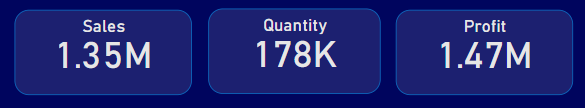 Sales
1.35M
Quantity
178K
Profit
1.47M